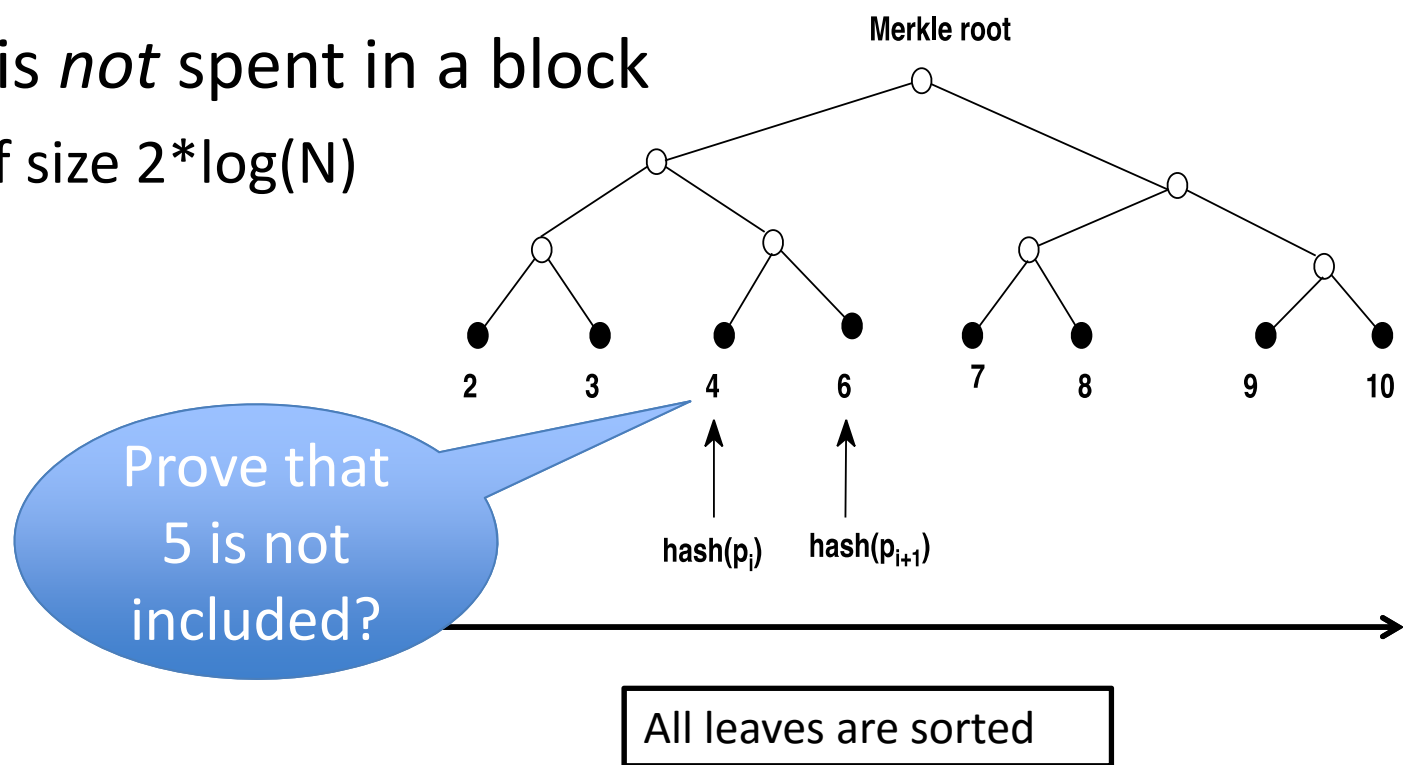 is not spent in a block
f size 2*log(N)
Merkle root
2 3 4 6 7 8 9 10
Prove that
5 is not
included?
hash(pᵢ) hash(pᵢ₊₁)
All leaves are sorted